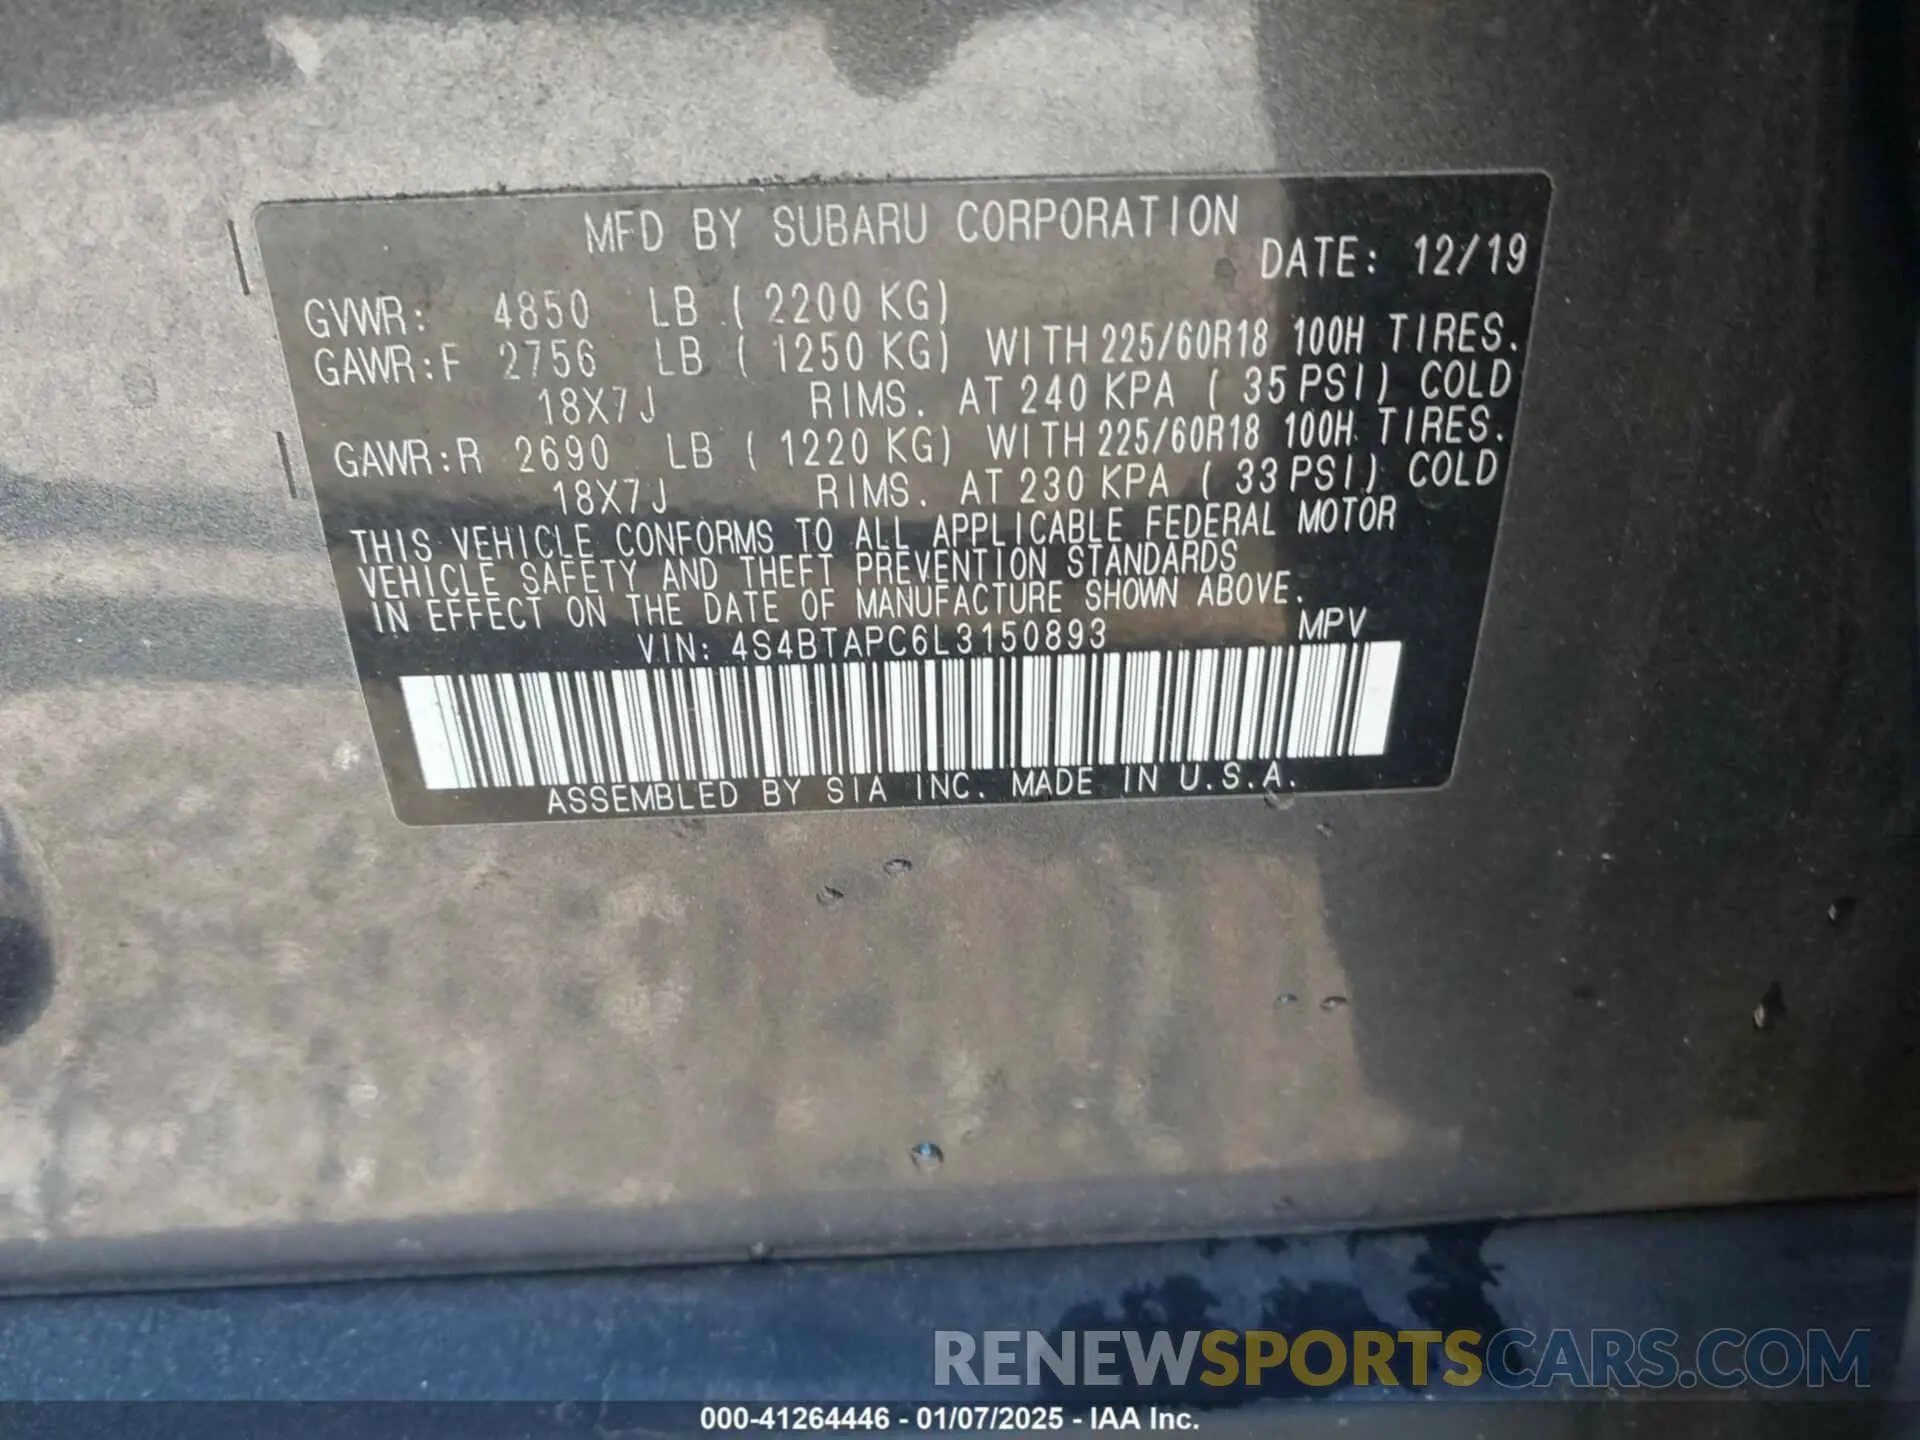 MFD BY SUBARU CORPORATION
DATE: 12/19
GVWR: 4850 LB ( 2200 KG)
GAWR:F 2756 LB ( 1250 KG) WITH 225/60R18 100H TIRES.
18X7J RIMS. AT 240 KPA ( 35 PSI) COLD
GAWR:R 2690 LB ( 1220 KG) WITH 225/60R18 100H TIRES.
18X7J RIMS. AT 230 KPA ( 33 PSI) COLD
THIS VEHICLE CONFORMS TO ALL APPLICABLE FEDERAL MOTOR
VEHICLE SAFETY AND THEFT PREVENTION STANDARDS
IN EFFECT ON THE DATE OF MANUFACTURE SHOWN ABOVE.
VIN: 4S4BTAPC6L3150893 MPV
ASSEMBLED BY SIA INC. MADE IN U.S.A.
RENEWSPORTSCARS.COM
000-41264446 - 01/07/2025 - IAA Inc.